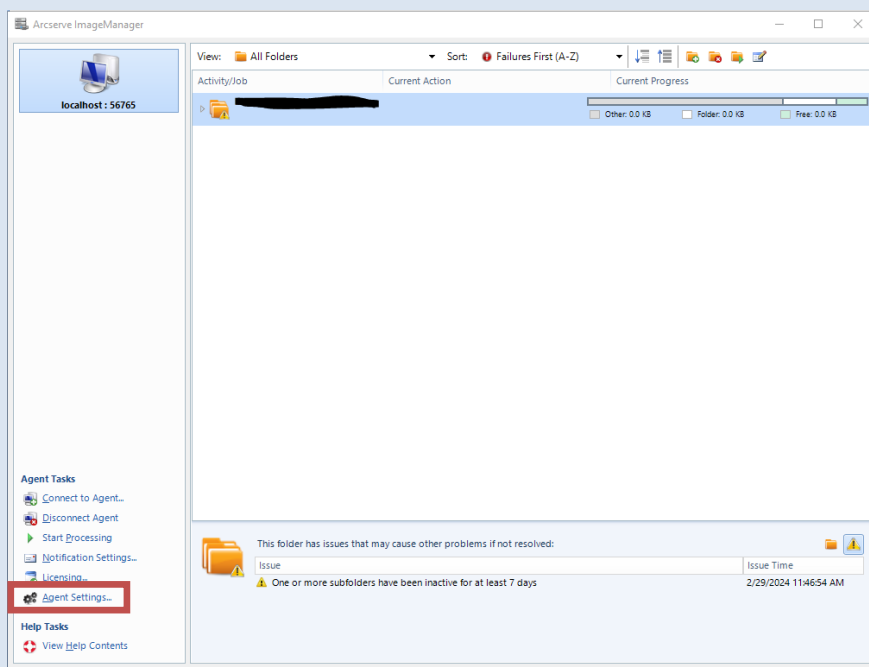 Arcserve ImageManager
localhost : 56765
View: All Folders Sort: Failures First (A-Z)
Activity/Job Current Action Current Progress
Other: 0.0 KB Folder: 0.0 KB Free: 0.0 KB
Agent Tasks
Connect to Agent...
Disconnect Agent
Start Processing
Notification Settings...
Licensing...
Agent Settings...
Help Tasks
View Help Contents
This folder has issues that may cause other problems if not resolved:
Issue Issue Time
One or more subfolders have been inactive for at least 7 days 2/29/2024 11:46:54 AM